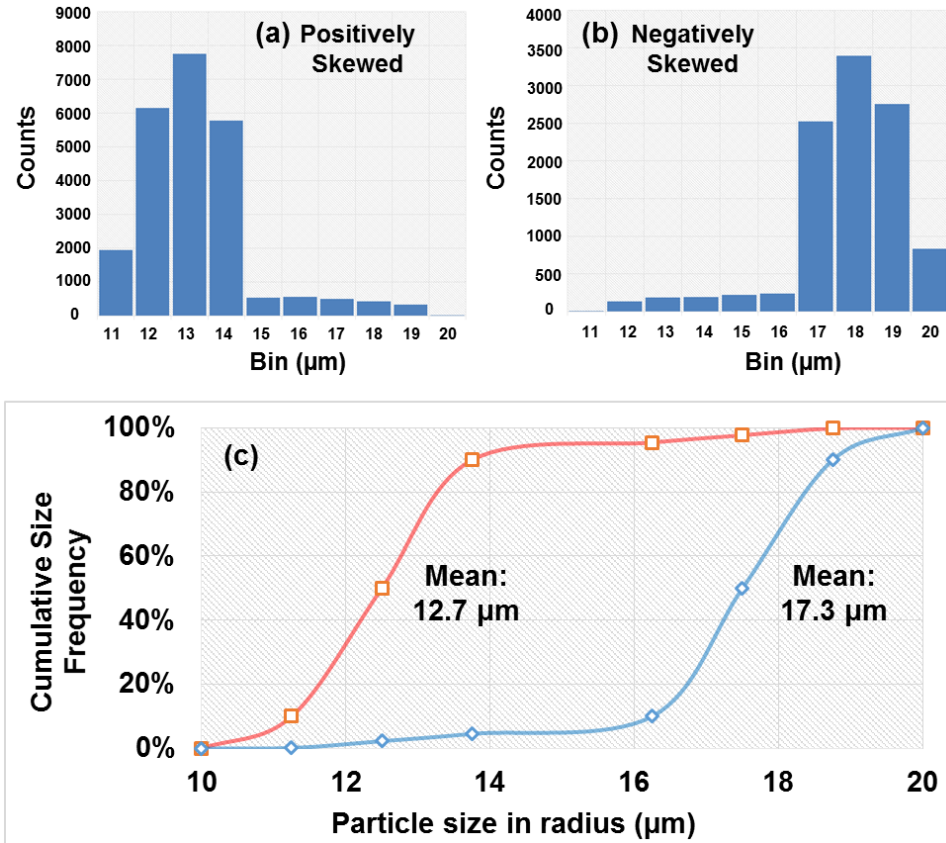 (a) Positively
Skewed
9000
8000
7000
6000
5000
4000
3000
2000
1000
0
Counts
11 12 13 14 15 16 17 18 19 20
Bin (µm)
(b) Negatively
Skewed
4000
3500
3000
2500
2000
1500
1000
500
0
Counts
11 12 13 14 15 16 17 18 19 20
Bin (µm)
(c)
100%
80%
60%
40%
20%
0%
Cumulative Size
Frequency
Mean:
12.7 µm
Mean:
17.3 µm
10 12 14 16 18 20
Particle size in radius (µm)